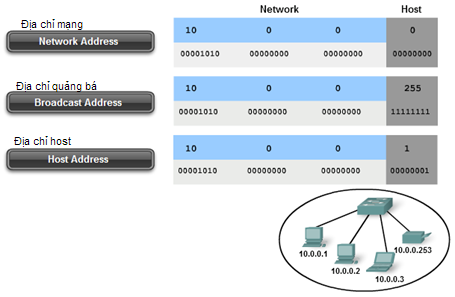 Network Host
Địa chỉ mạng
Network Address
10 0 0 0
00001010 00000000 00000000 00000000
Địa chỉ quảng bá
Broadcast Address
10 0 0 255
00001010 00000000 00000000 11111111
Địa chỉ host
Host Address
10 0 0 1
00001010 00000000 00000000 00000001
10.0.0.1
10.0.0.2
10.0.0.3
10.0.0.253